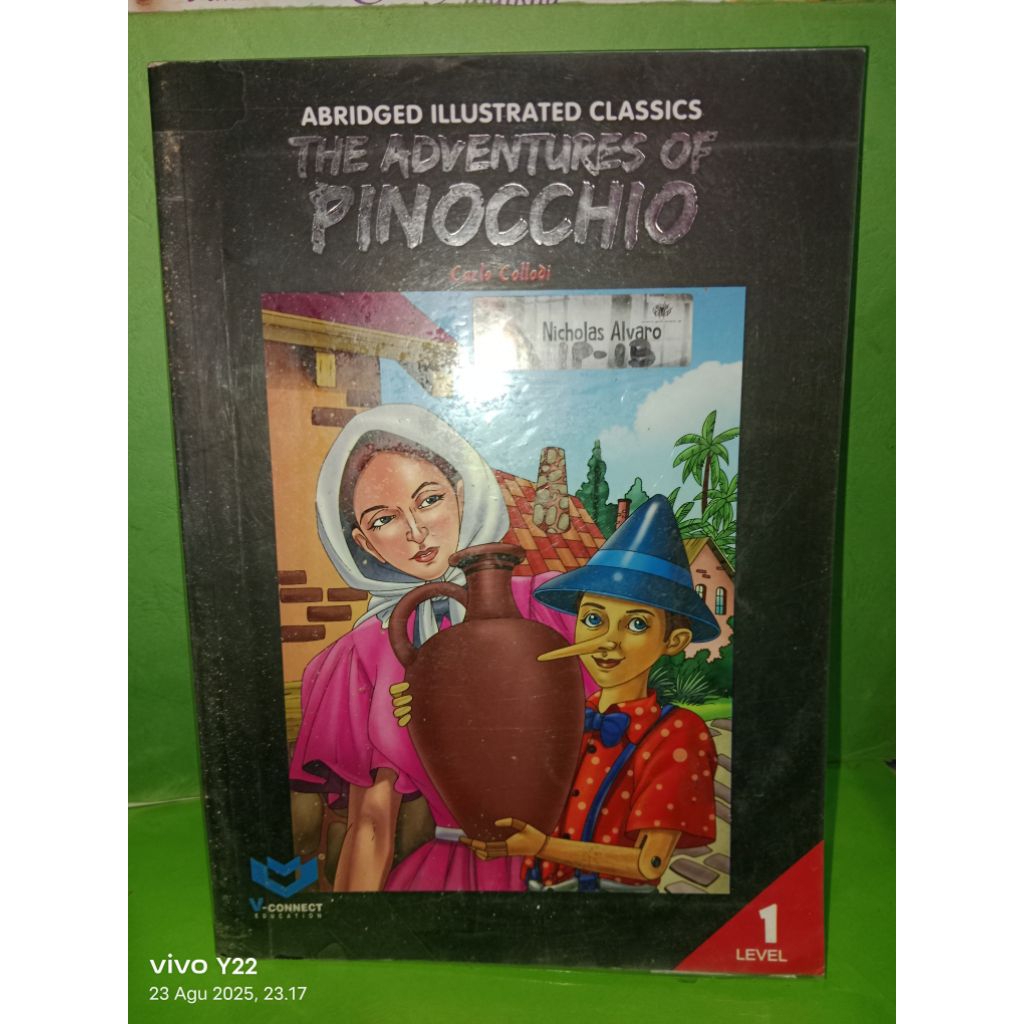 ABRIDGED ILLUSTRATED CLASSICS
THE ADVENTURES OF
PINOCCHIO
Carlo Collodi
Nicholas Alvaro
V-CONNECT
EDUCATION
1
LEVEL
vivo Y22
23 Agu 2025, 23.17